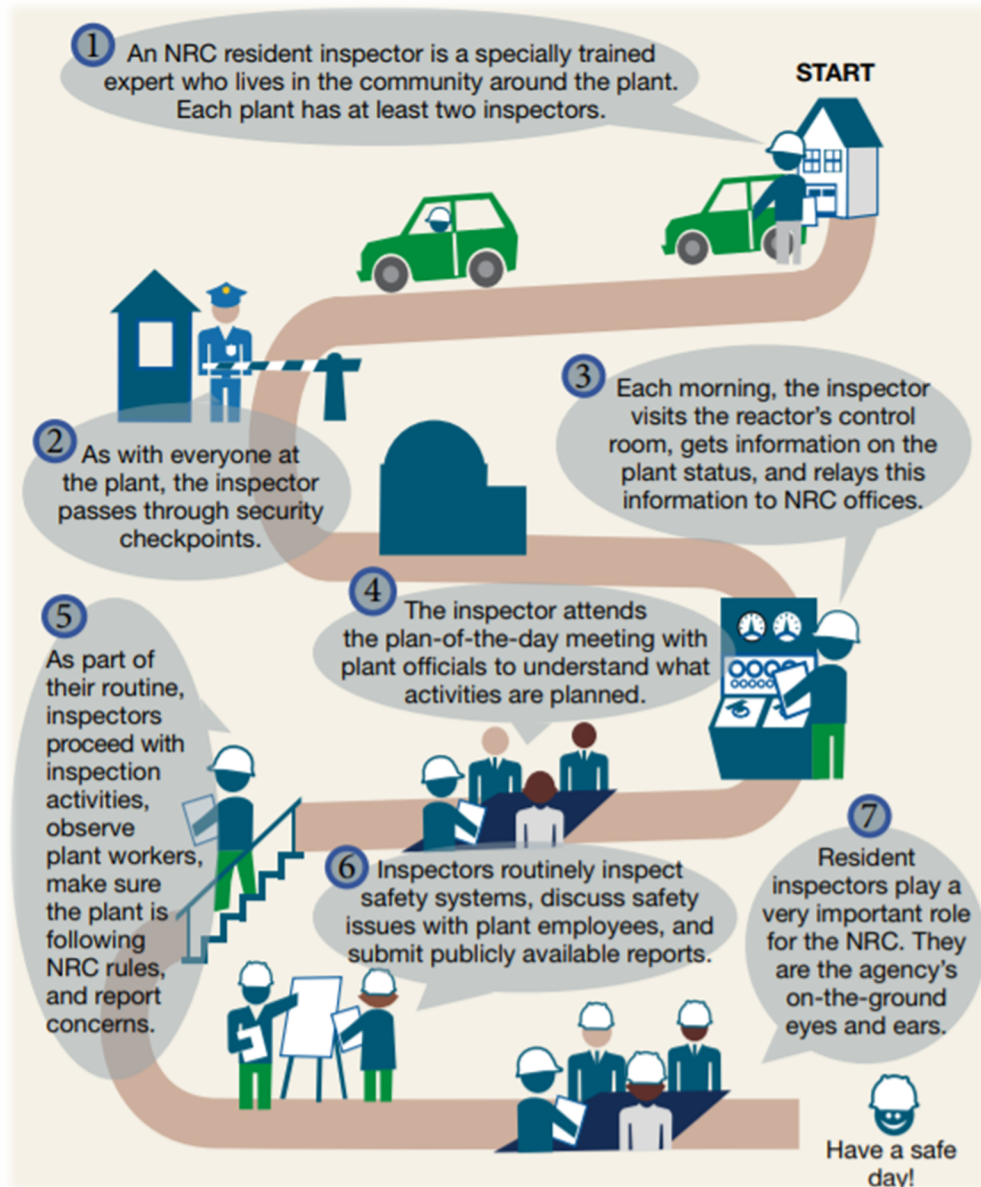 1
An NRC resident inspector is a specially trained
expert who lives in the community around the plant.
Each plant has at least two inspectors.
START
2
As with everyone at
the plant, the inspector
passes through security
checkpoints.
3
Each morning, the inspector
visits the reactor's control
room, gets information on the
plant status, and relays this
information to NRC offices.
4
The inspector attends
the plan-of-the-day meeting with
plant officials to understand what
activities are planned.
5
As part of
their routine,
inspectors
proceed with
inspection
activities,
observe
plant workers,
make sure
the plant is
following
NRC rules,
and report
concerns.
6
Inspectors routinely inspect
safety systems, discuss safety
issues with plant employees, and
submit publicly available reports.
7
Resident
inspectors play a
very important role
for the NRC. They
are the agency's
on-the-ground
eyes and ears.
Have a safe
day!